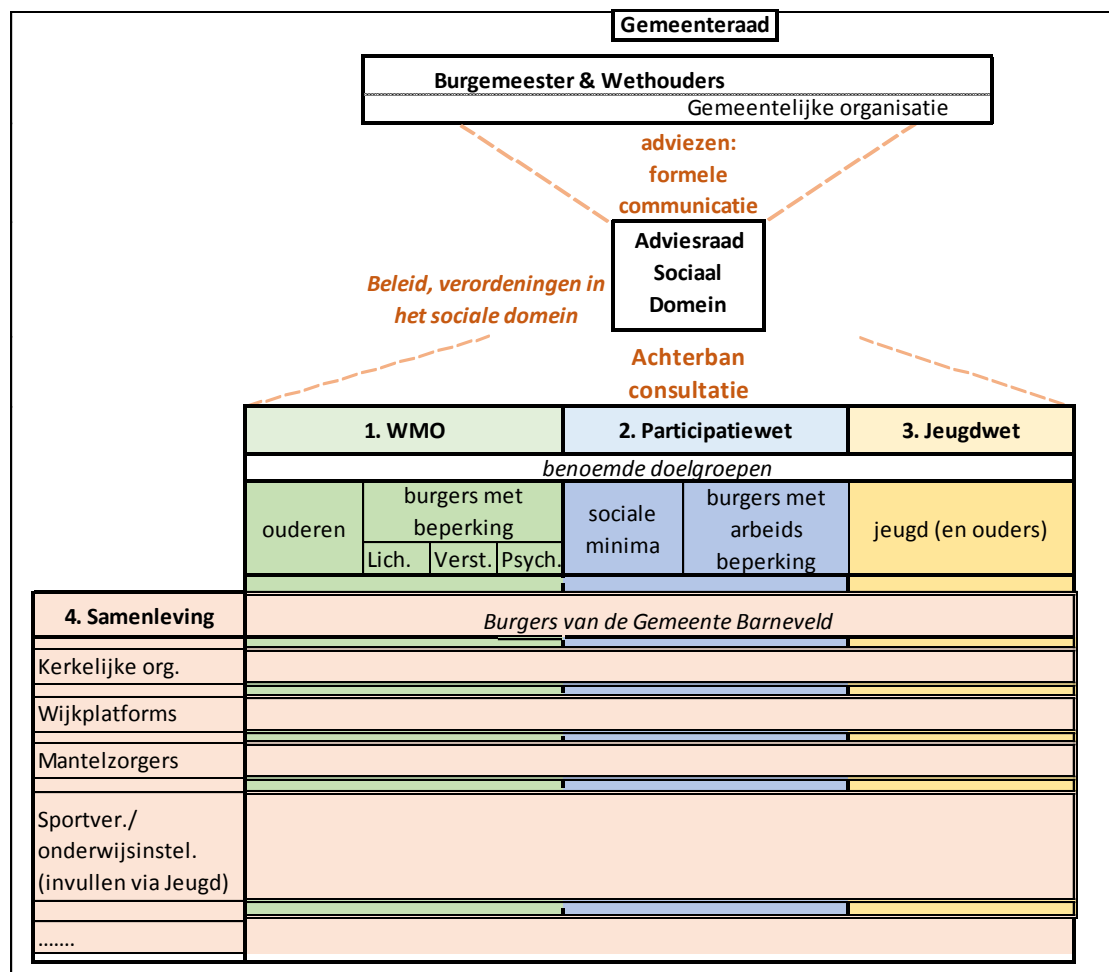 Gemeenteraad
Burgemeester & Wethouders
Gemeentelijke organisatie
adviezen:
formele
communicatie
Adviesraad
Sociaal
Domein
Beleid, verordeningen in
het sociale domein
Achterban
consultatie
1. WMO
2. Participatiewet
3. Jeugdwet
benoemde doelgroepen
ouderen
burgers met
beperking
Lich.
Verst.
Psych.
sociale
minima
burgers met
arbeids
beperking
jeugd (en ouders)
4. Samenleving
Burgers van de Gemeente Barneveld
Kerkelijke org.
Wijkplatforms
Mantelzorgers
Sportver./
onderwijsinstel.
(invullen via Jeugd)
.......